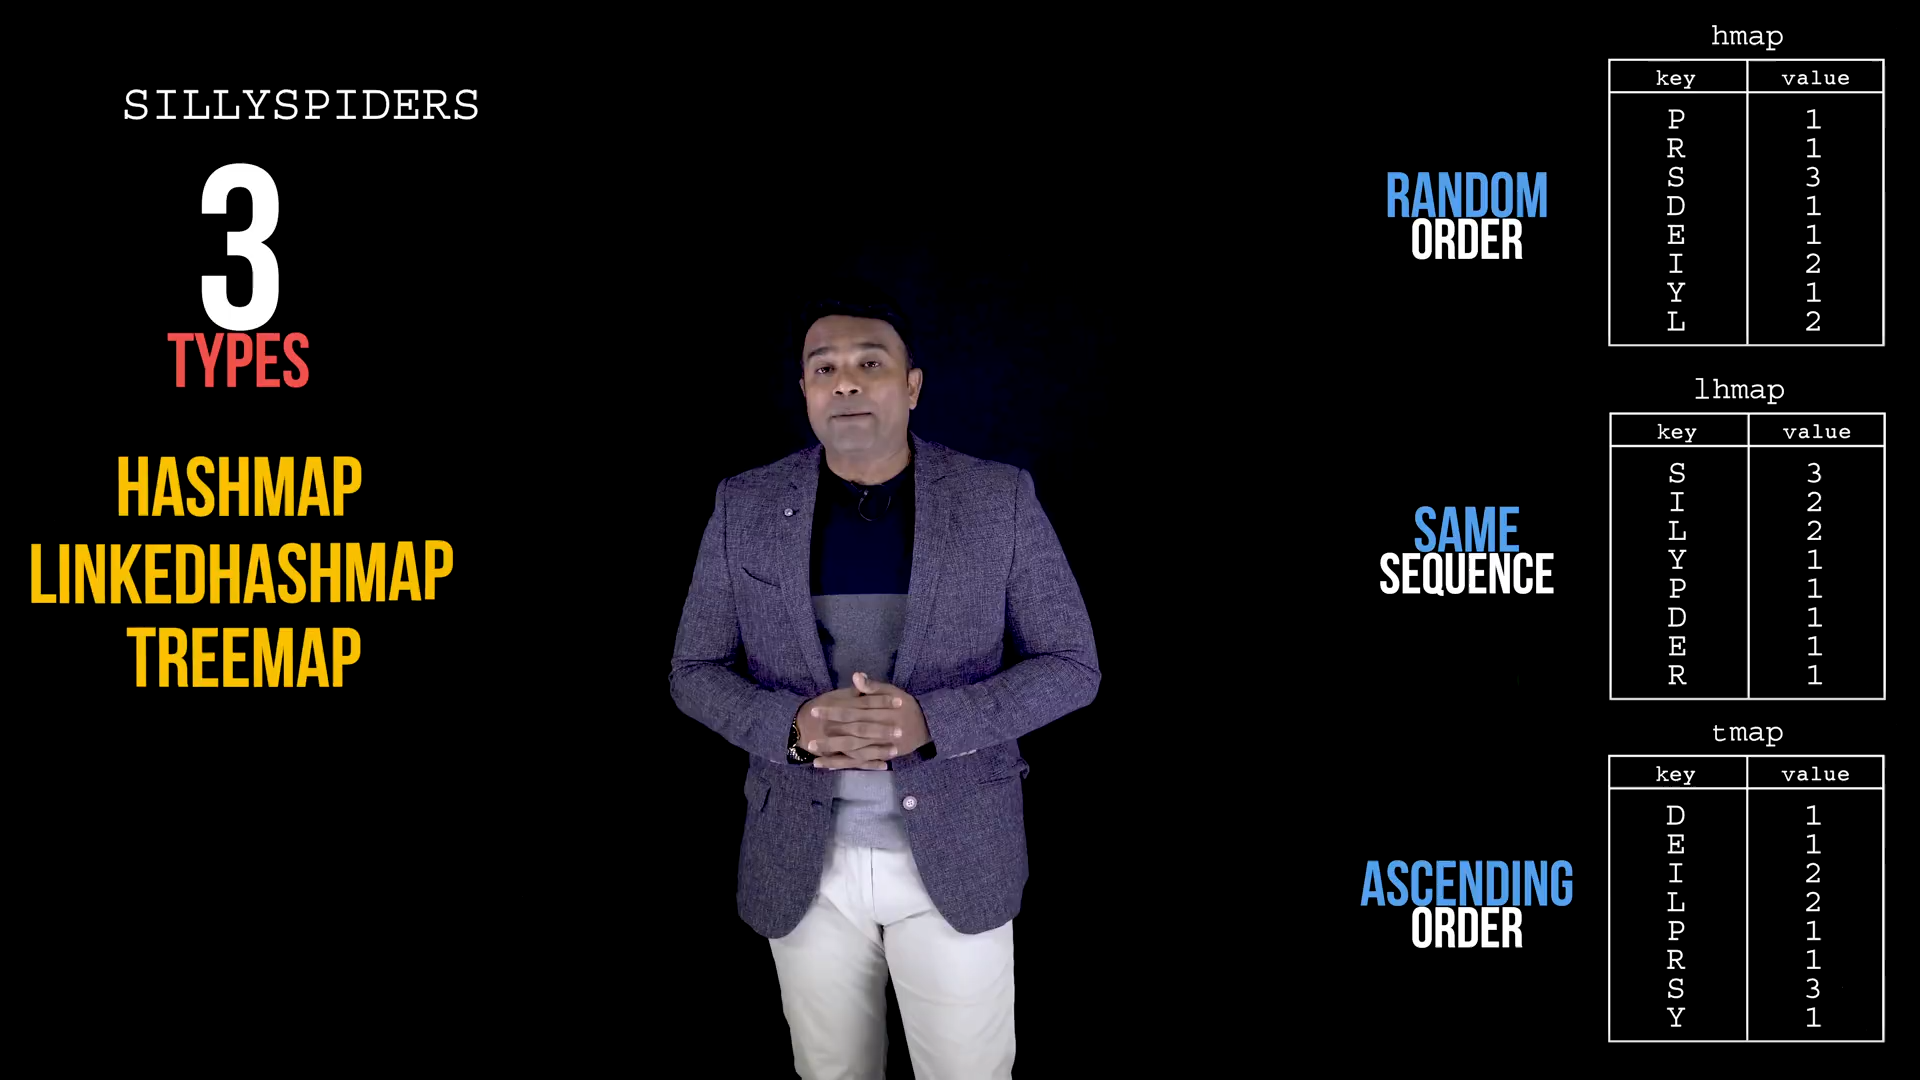 SILLYSPIDERS
3
TYPES
HASHMAP
LINKEDHASHMAP
TREEMAP
RANDOM
ORDER
hmap
key value
P 1
R 1
S 3
D 1
E 1
I 2
Y 1
L 2
SAME
SEQUENCE
lhmap
key value
S 3
I 2
L 2
Y 1
P 1
D 1
E 1
R 1
ASCENDING
ORDER
tmap
key value
D 1
E 1
I 2
L 2
P 1
R 1
S 3
Y 1